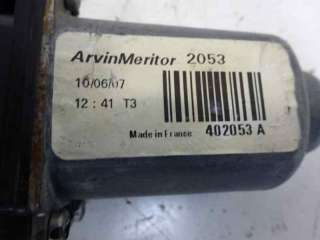 ArvinMeritor 2053
10/06/07
12 : 41 T3
Made in France 402053 A